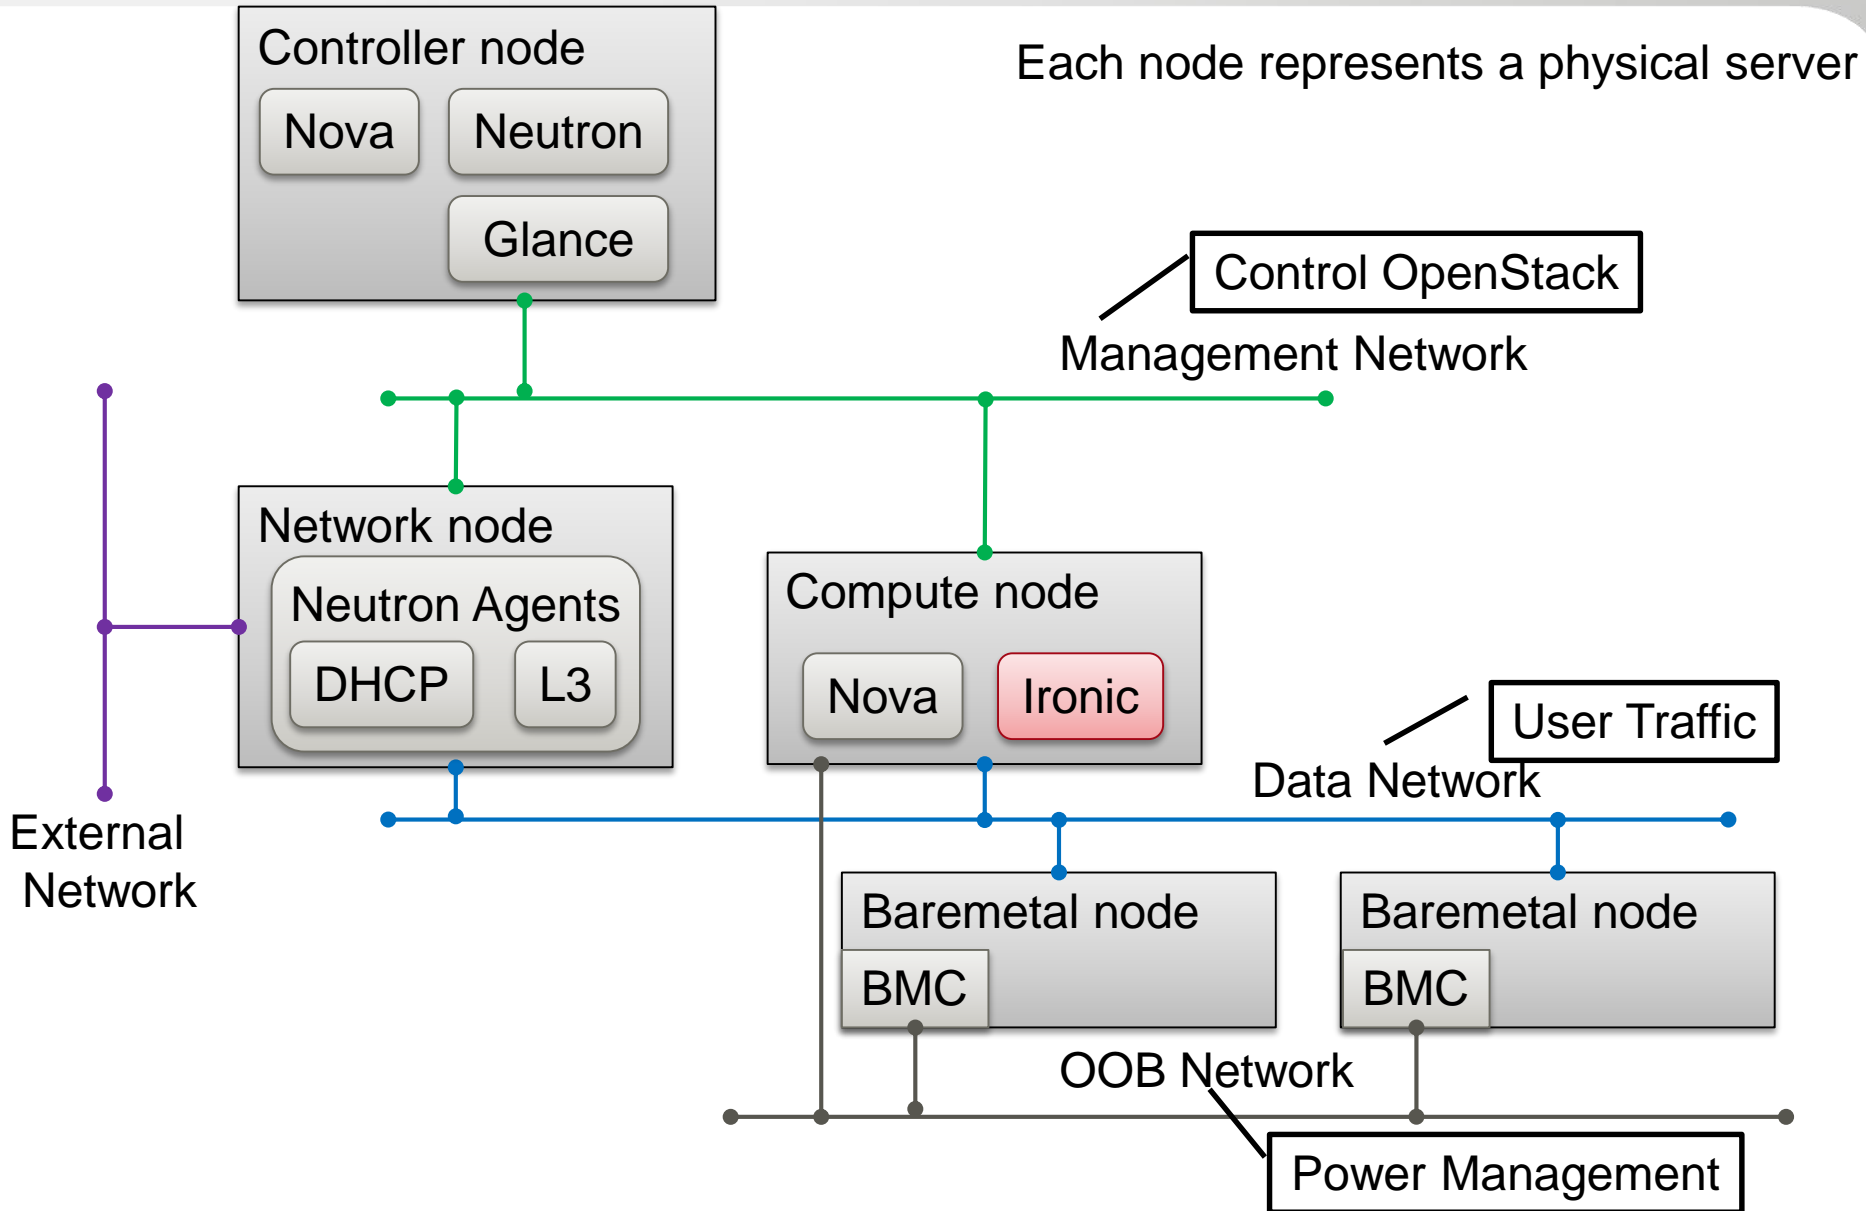 Controller node
Each node represents a physical server
Nova
Neutron
Glance
Control OpenStack
Management Network
Network node
Neutron Agents
DHCP
L3
Compute node
Nova
Ironic
User Traffic
Data Network
External
Network
Baremetal node
BMC
Baremetal node
BMC
OOB Network
Power Management